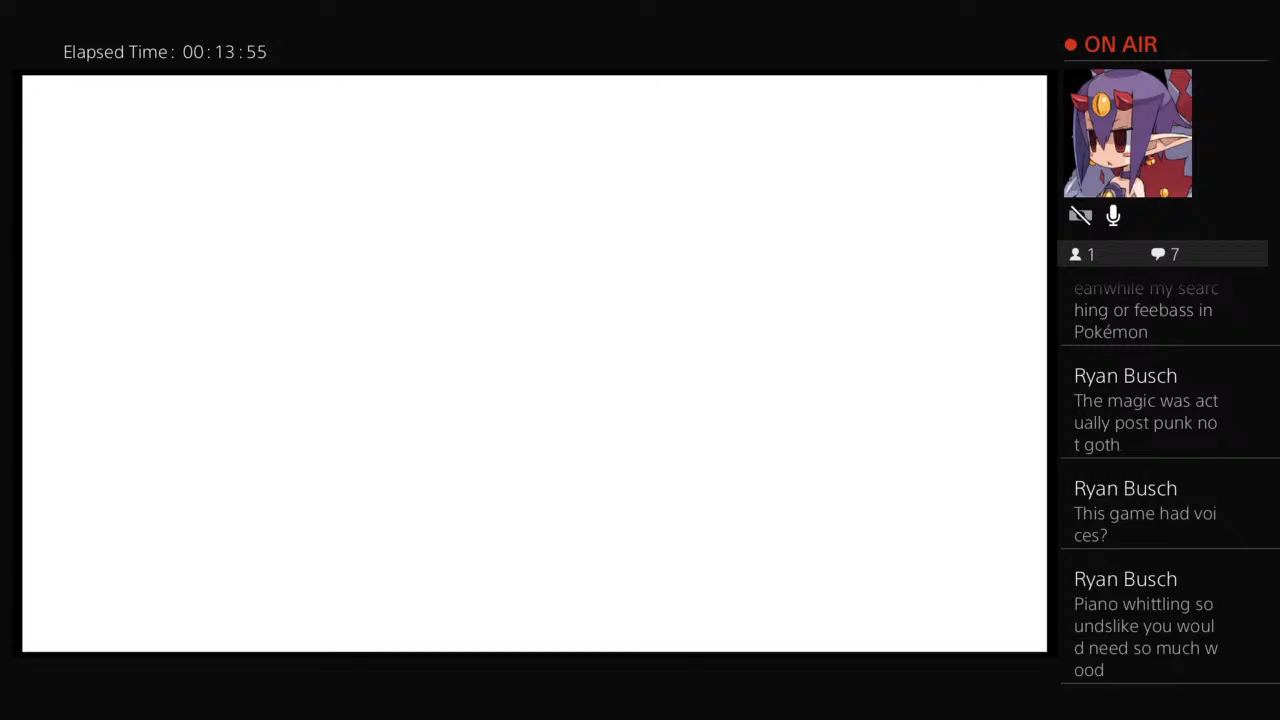 Elapsed Time: 00:13:55
ON AIR
1 7
eanwhile my searc
hing or feebass in
Pokémon
Ryan Busch
The magic was act
ually post punk no
t goth
Ryan Busch
This game had voi
ces?
Ryan Busch
Piano whittling so
undslike you woul
d need so much w
ood